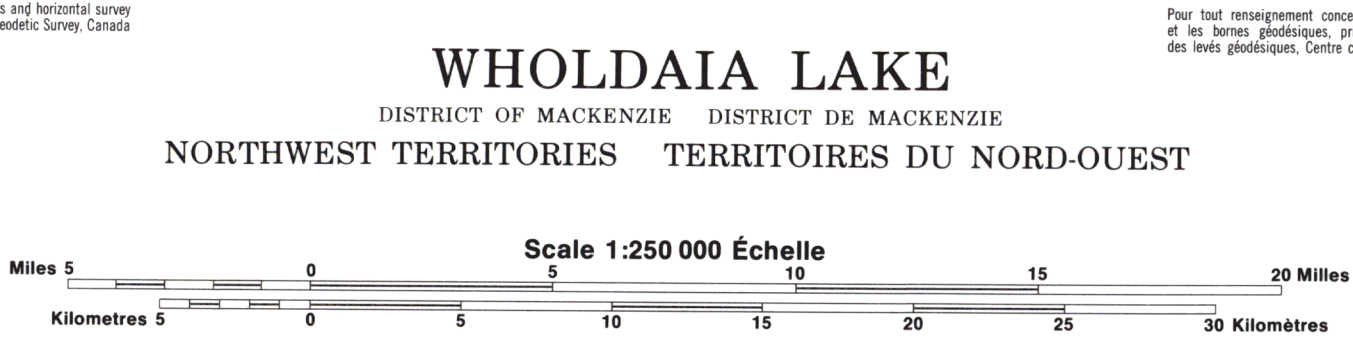 s and horizontal survey
eodetic Survey, Canada
Pour tout renseignement conce
et les bornes géodésiques, pr
des levés géodésiques, Centre c
WHOLDAIA LAKE
DISTRICT OF MACKENZIE DISTRICT DE MACKENZIE
NORTHWEST TERRITORIES TERRITOIRES DU NORD-OUEST
Scale 1:250 000 Échelle
Miles 5 0 5 10 15 20 Milles
Kilometres 5 0 5 10 15 20 25 30 Kilomètres